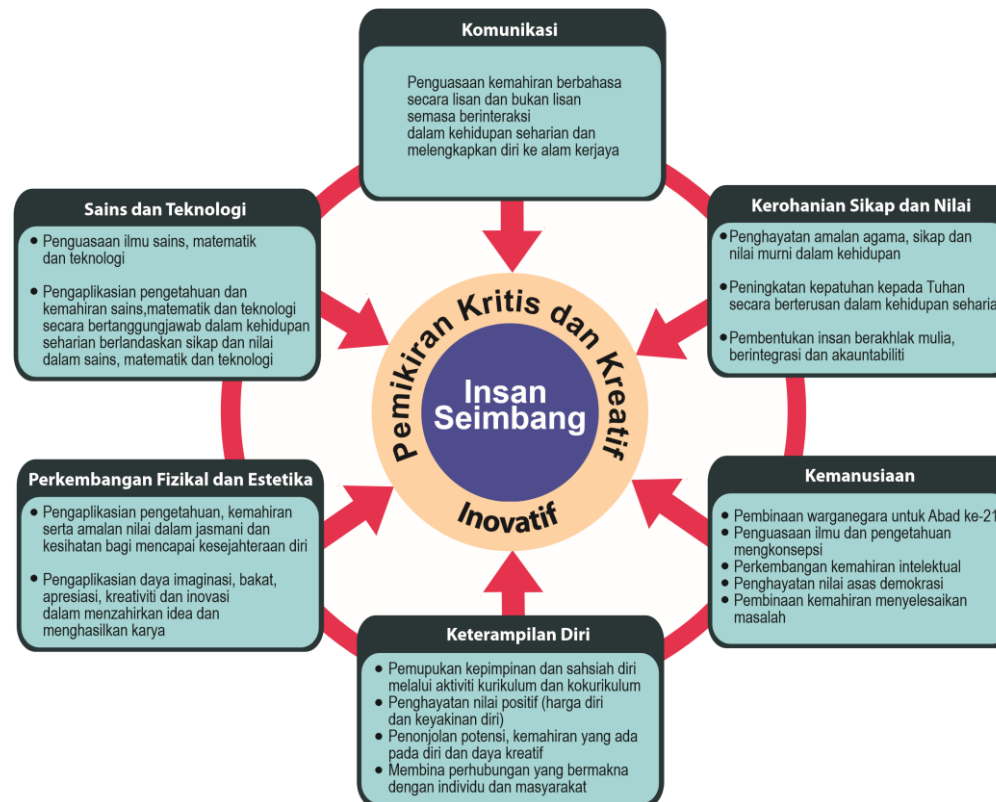 Komunikasi
Penguasaan kemahiran berbahasa
secara lisan dan bukan lisan
semasa berinteraksi
dalam kehidupan seharian dan
melengkapkan diri ke alam kerjaya
Sains dan Teknologi
● Penguasaan ilmu sains, matematik
dan teknologi
● Pengaplikasian pengetahuan dan
kemahiran sains,matematik dan teknologi
secara bertanggungjawab dalam kehidupan
seharian berlandaskan sikap dan nilai
dalam sains, matematik dan teknologi
Kerohanian Sikap dan Nilai
● Penghayatan amalan agama, sikap dan
nilai murni dalam kehidupan
● Peningkatan kepatuhan kepada Tuhan
secara berterusan dalam kehidupan seharia
● Pembentukan insan berakhlak mulia,
berintegrasi dan akauntabiliti
Pemikiran Kritis dan Kreatif
Insan
Seimbang
Inovatif
Perkembangan Fizikal dan Estetika
● Pengaplikasian pengetahuan, kemahiran
serta amalan nilai dalam jasmani dan
kesihatan bagi mencapai kesejahteraan diri
● Pengaplikasian daya imaginasi, bakat,
apresiasi, kreativiti dan inovasi
dalam menzahirkan idea dan
menghasilkan karya
Kemanusiaan
● Pembinaan warganegara untuk Abad ke-21
● Penguasaan ilmu dan pengetahuan
mengkonsepsi
● Perkembangan kemahiran intelektual
● Penghayatan nilai asas demokrasi
● Pembinaan kemahiran menyelesaikan
masalah
Keterampilan Diri
● Pemupukan kepimpinan dan sahsiah diri
melalui aktiviti kurikulum dan kokurikulum
● Penghayatan nilai positif (harga diri
dan keyakinan diri)
● Penonjolan potensi, kemahiran yang ada
pada diri dan daya kreatif
● Membina perhubungan yang bermakna
dengan individu dan masyarakat